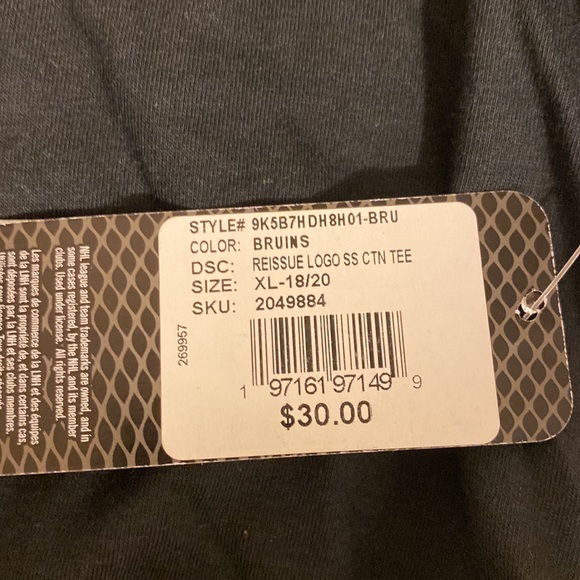 STYLE# 9K5B7HDH8H01-BRU
COLOR: BRUINS
DSC: REISSUE LOGO SS CTN TEE
SIZE: XL-18/20
SKU: 2049884
1 97161 97149 9
$30.00
269957
NHL league and team trademarks are owned, and in
some cases registered, by the NHL and its member
clubs. Used under license. All rights reserved.
Les marques de commerce de la LNH et des équipes
de la LNH sont la propriété de, et dans certains cas,
sont déposées par, la LNH et ses clubs membres.